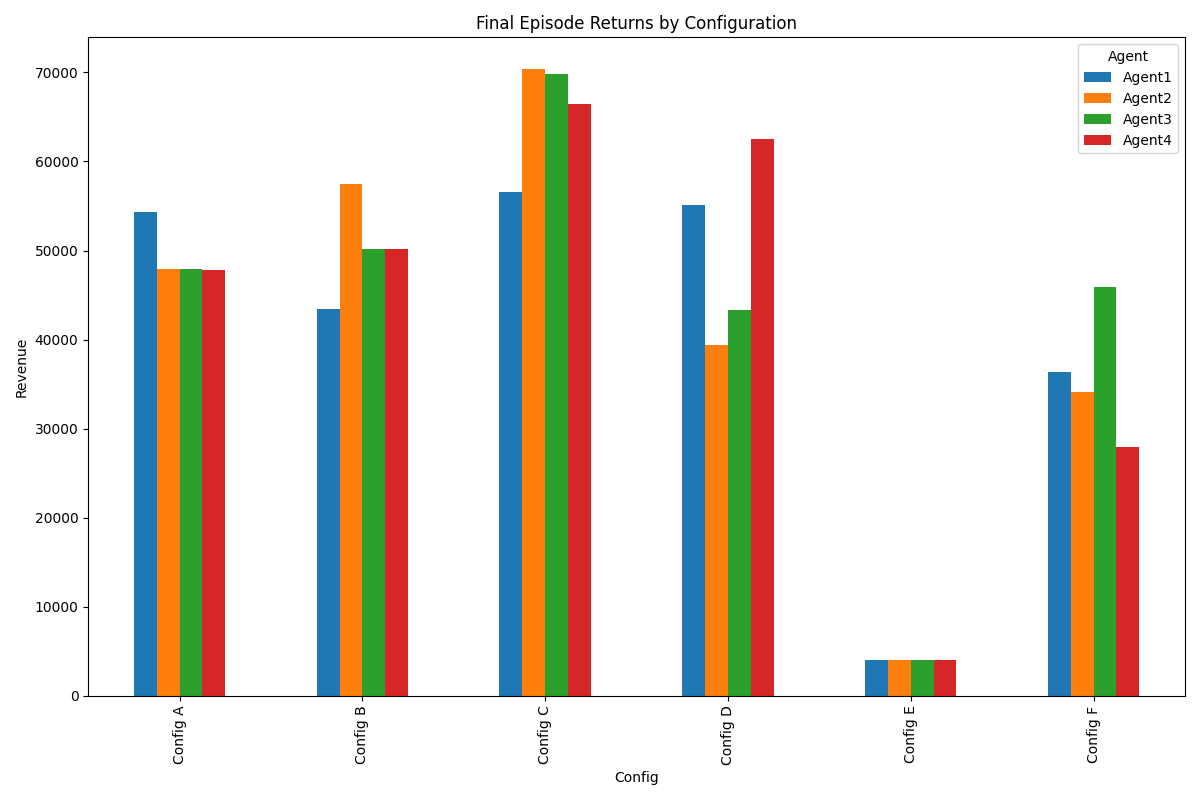 Final Episode Returns by Configuration
Agent
Agent1
Agent2
Agent3
Agent4
Revenue
70000
60000
50000
40000
30000
20000
10000
0
Config A
Config B
Config C
Config D
Config E
Config F
Config